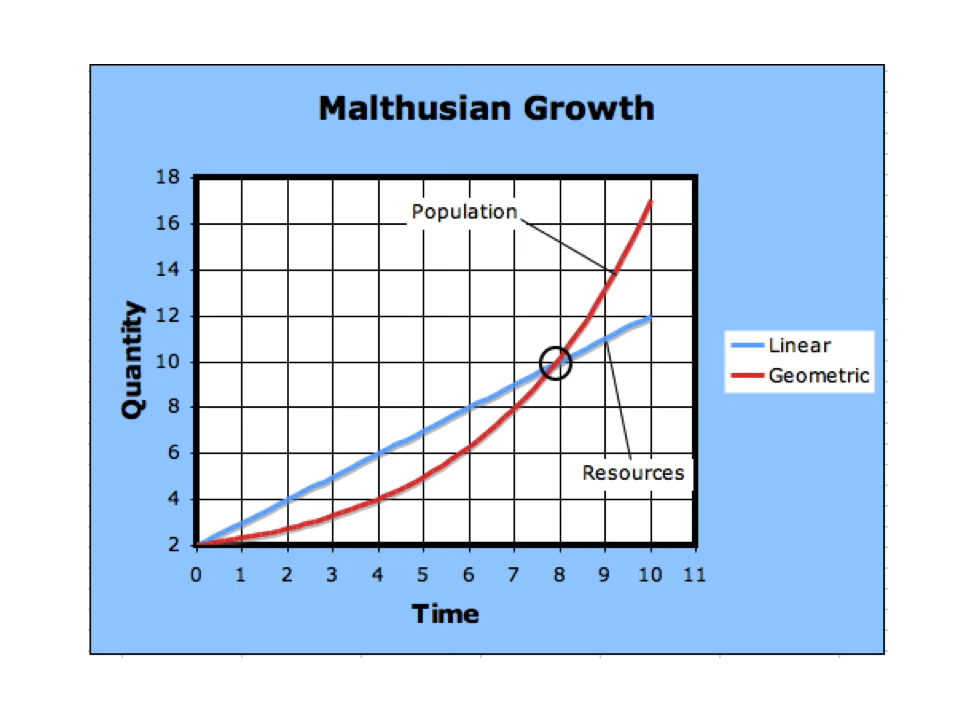 Malthusian Growth
18
16
14
12
10
8
6
4
2
Quantity
Population
Resources
Linear
Geometric
0 1 2 3 4 5 6 7 8 9 10 11
Time